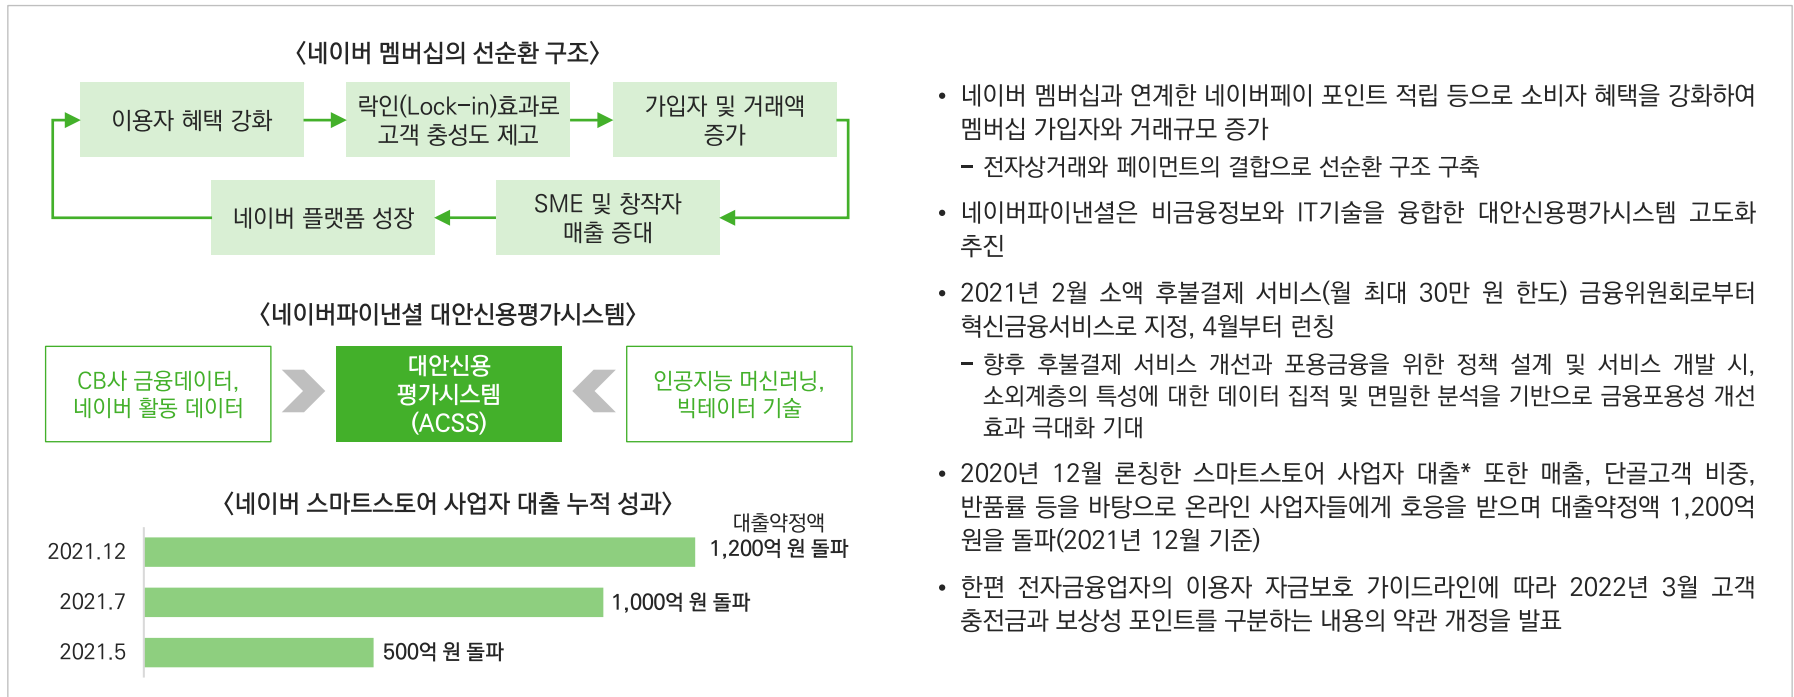 〈네이버 멤버십의 선순환 구조〉
이용자 혜택 강화
락인(Lock-in)효과로
고객 충성도 제고
가입자 및 거래액
증가
네이버 플랫폼 성장
SME 및 창작자
매출 증대
〈네이버파이낸셜 대안신용평가시스템〉
CB사 금융데이터,
네이버 활동 데이터
대안신용
평가시스템
(ACSS)
인공지능 머신러닝,
빅테이터 기술
〈네이버 스마트스토어 사업자 대출 누적 성과〉
대출약정액
2021.12
1,200억 원 돌파
2021.7
1,000억 원 돌파
2021.5
500억 원 돌파
• 네이버 멤버십과 연계한 네이버페이 포인트 적립 등으로 소비자 혜택을 강화하여
멤버십 가입자와 거래규모 증가
– 전자상거래와 페이먼트의 결합으로 선순환 구조 구축
• 네이버파이낸셜은 비금융정보와 IT기술을 융합한 대안신용평가시스템 고도화
추진
• 2021년 2월 소액 후불결제 서비스(월 최대 30만 원 한도) 금융위원회로부터
혁신금융서비스로 지정, 4월부터 런칭
– 향후 후불결제 서비스 개선과 포용금융을 위한 정책 설계 및 서비스 개발 시,
소외계층의 특성에 대한 데이터 집적 및 면밀한 분석을 기반으로 금융포용성 개선
효과 극대화 기대
• 2020년 12월 론칭한 스마트스토어 사업자 대출* 또한 매출, 단골고객 비중,
반품률 등을 바탕으로 온라인 사업자들에게 호응을 받으며 대출약정액 1,200억
원을 돌파(2021년 12월 기준)
• 한편 전자금융업자의 이용자 자금보호 가이드라인에 따라 2022년 3월 고객
충전금과 보상성 포인트를 구분하는 내용의 약관 개정을 발표